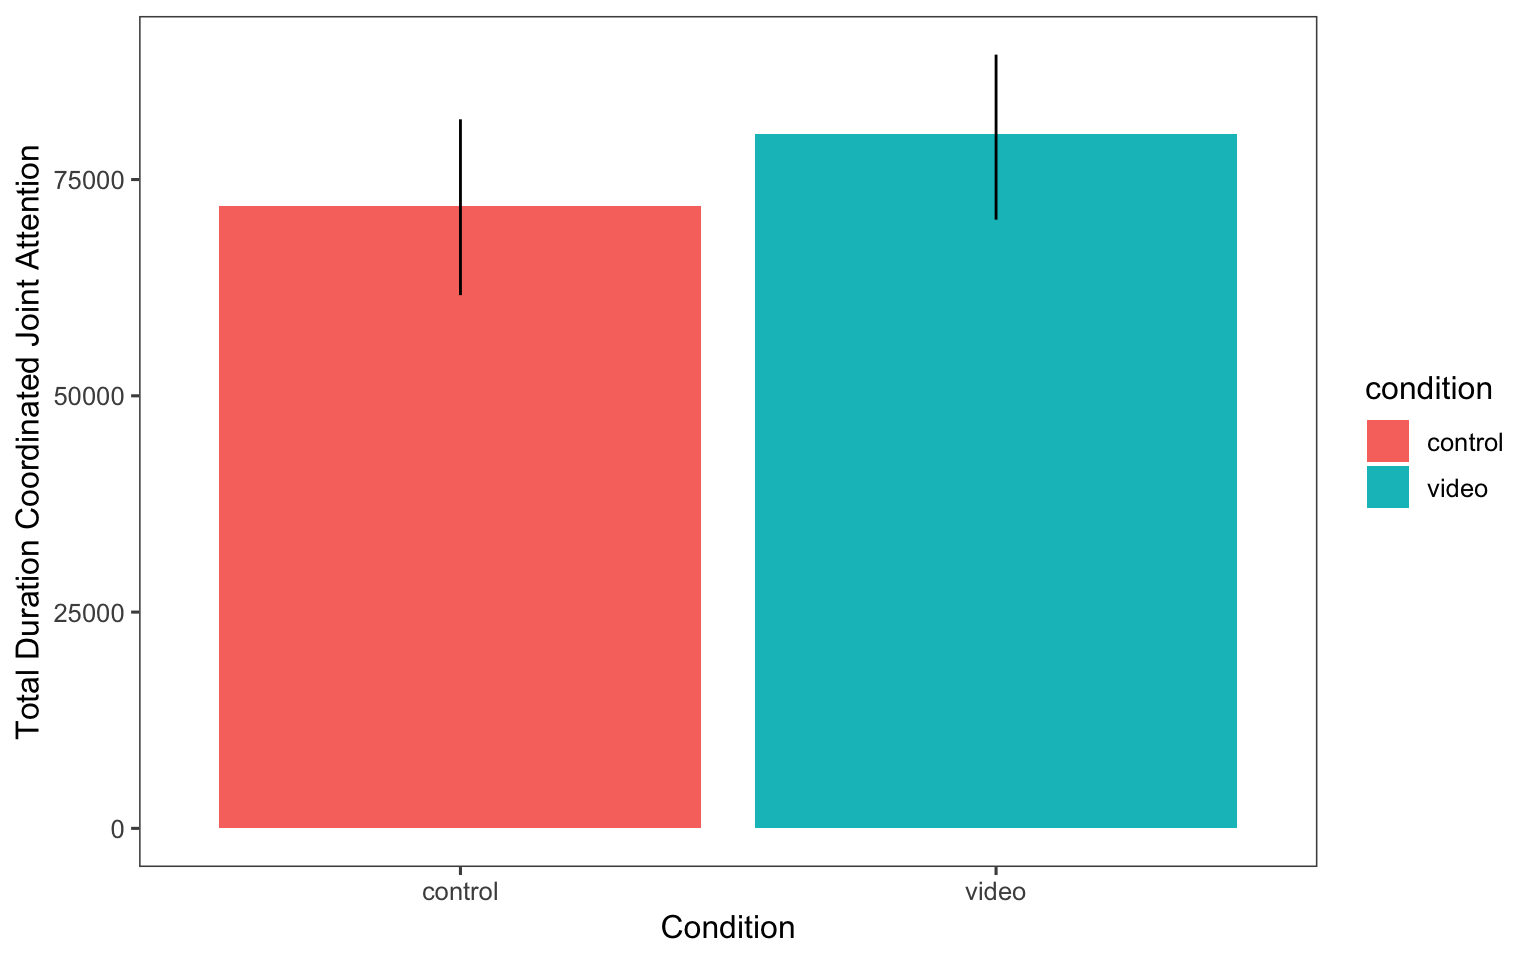 Total Duration Coordinated Joint Attention
75000
50000
25000
0
control
video
Condition
condition
control
video